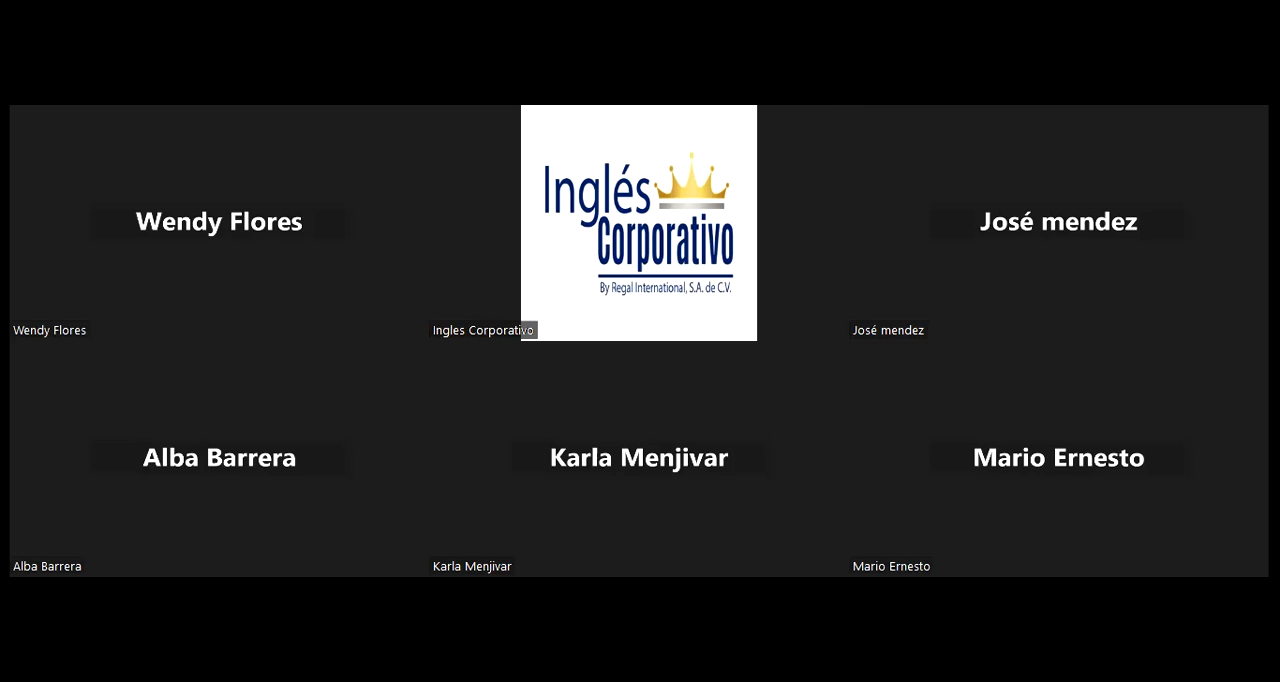 Wendy Flores
Inglés
Corporativo
By Regal International, S.A. de C.V.
José mendez
Wendy Flores
Ingles Corporativo
José mendez
Alba Barrera
Karla Menjivar
Mario Ernesto
Alba Barrera
Karla Menjivar
Mario Ernesto